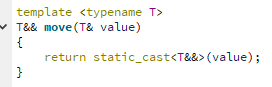 template <typename T>
T&& move(T& value)
{
    return static_cast<T&&>(value);
}